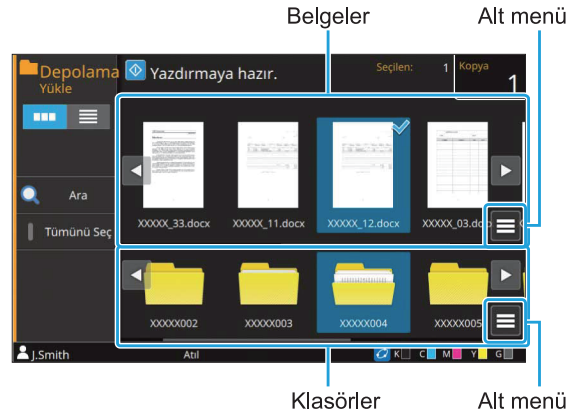 Belgeler
Alt menü
Depolama
Yükle
Yazdırmaya hazır.
Seçilen: 1
Kopya
1
Ara
Tümünü Seç
XXXXX_33.docx
XXXXX_11.docx
XXXXX_12.docx
XXXXX_03.do
XXXXX002
XXXXX003
XXXXX004
XXXXX005
J.Smith
Atıl
K C M Y G
Klasörler
Alt menü